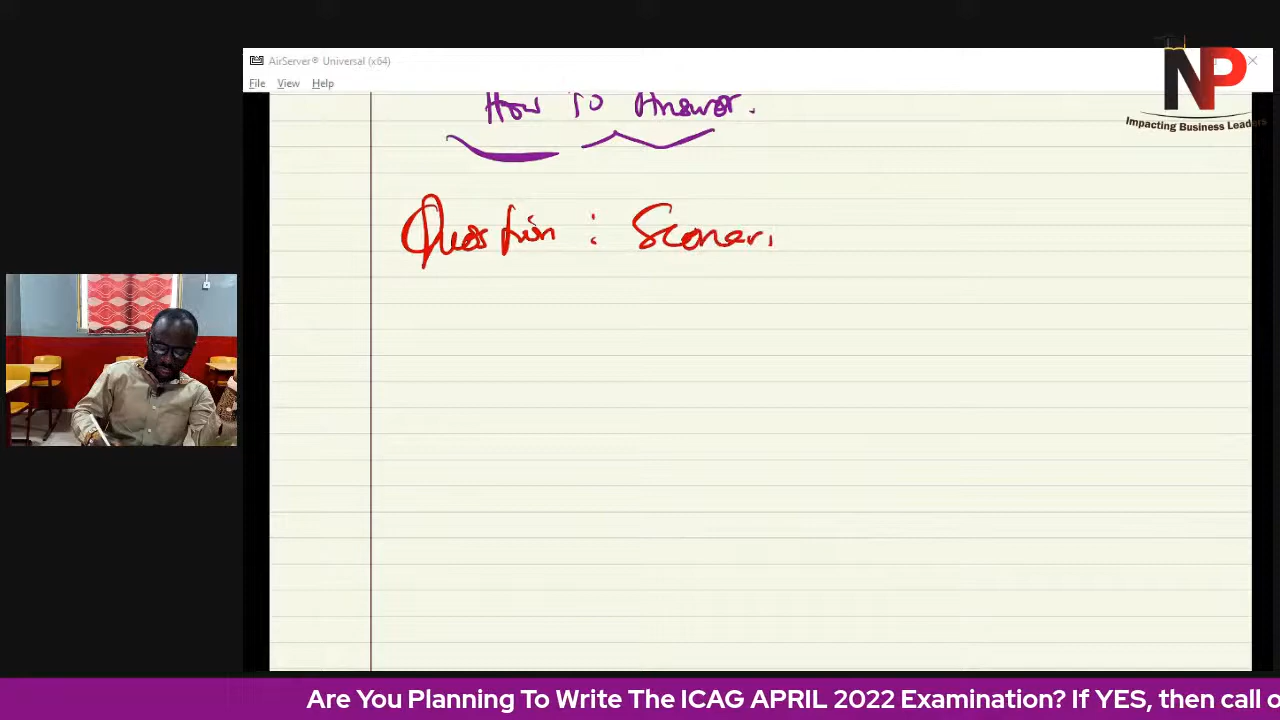 AirServer® Universal (x64)
File View Help
NP
Impacting Business Leaders
How To Answer.
Question : Scenari
Are You Planning To Write The ICAG APRIL 2022 Examination? If YES, then call o